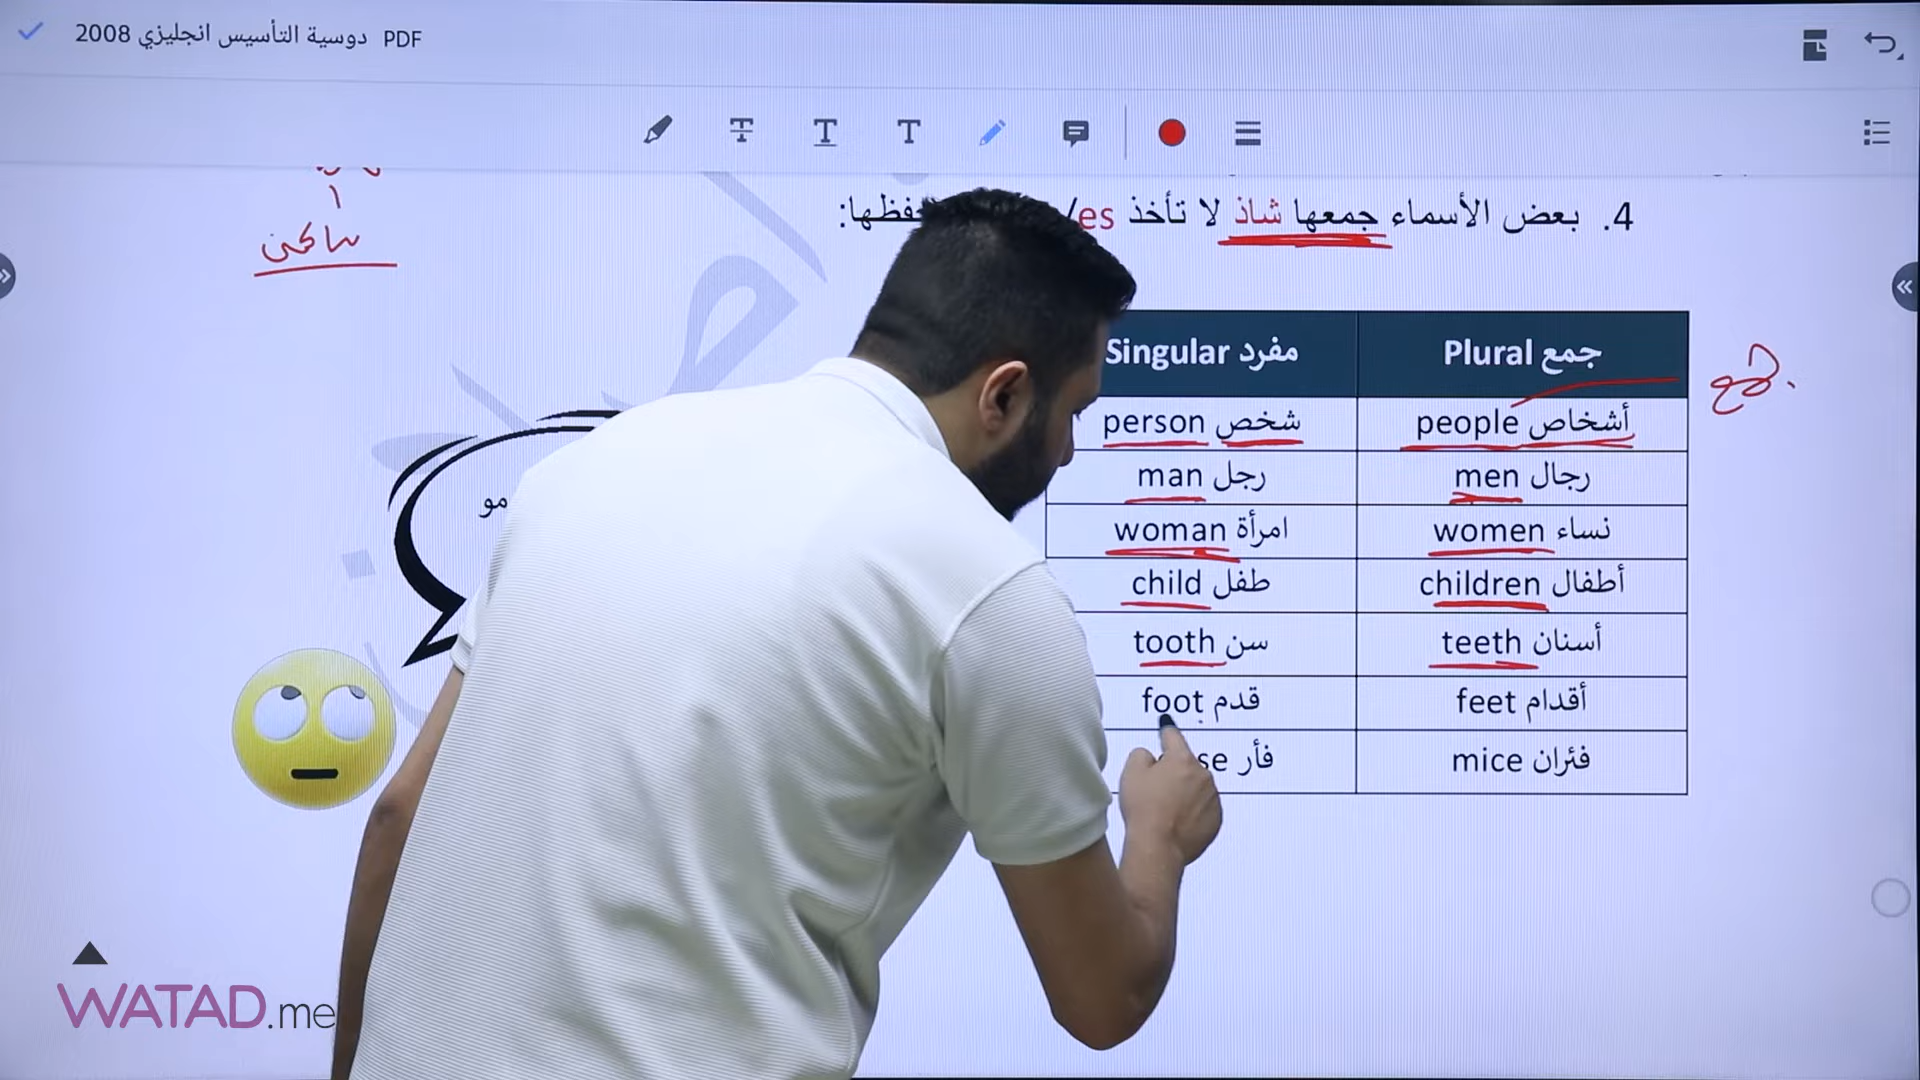 دوسية التأسيس انجليزي 2008 PDF
4. بعض الأسماء جمعها شاذ لا تأخذ es/
Singular مفرد
Plural جمع
person شخص
people أشخاص
man رجل
men رجال
woman امرأة
women نساء
child طفل
children أطفال
tooth سن
teeth أسنان
foot قدم
feet أقدام
فأر
mice فئران
جمع
ساكن
مو
WATAD.me